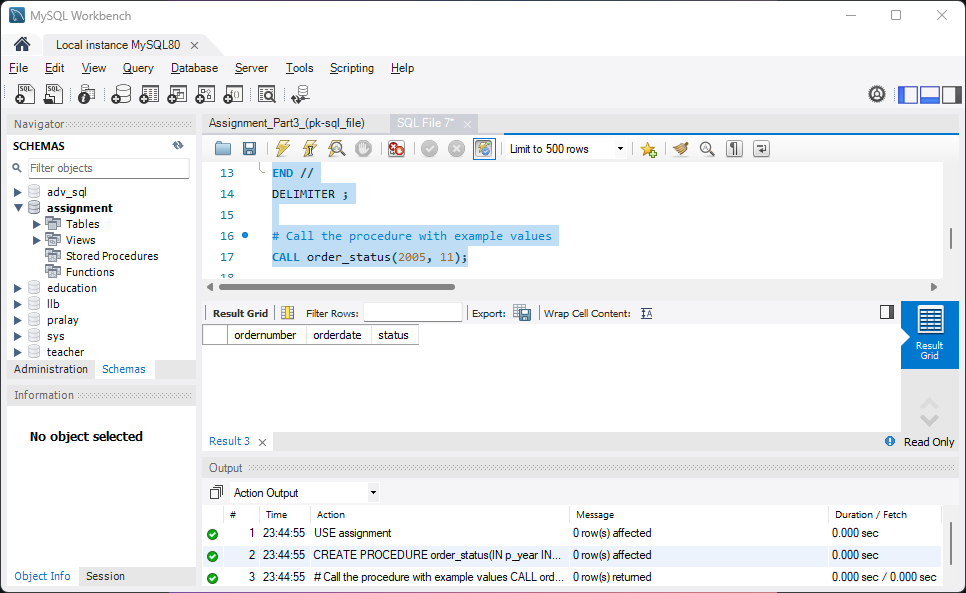 MySQL Workbench
Local instance MySQL80
File Edit View Query Database Server Tools Scripting Help
Navigator
SCHEMAS
Filter objects
adv_sql
assignment
Tables
Views
Stored Procedures
Functions
education
llb
pralay
sys
teacher
Administration Schemas
Information
No object selected
Object Info Session
Assignment_Part3_(pk-sql_file) SQL File 7*
Limit to 500 rows
13 END //
14 DELIMITER ;
15
16 # Call the procedure with example values
17 CALL order_status(2005, 11);
18
Result Grid Filter Rows: Export: Wrap Cell Content: IA
ordernumber orderdate status
Result Grid
Result 3 Read Only
Output
Action Output
# Time Action Message Duration / Fetch
1 23:44:55 USE assignment 0 row(s) affected 0.000 sec
2 23:44:55 CREATE PROCEDURE order_status(IN p_year IN... 0 row(s) affected 0.000 sec
3 23:44:55 # Call the procedure with example values CALL ord... 0 row(s) returned 0.000 sec / 0.000 sec